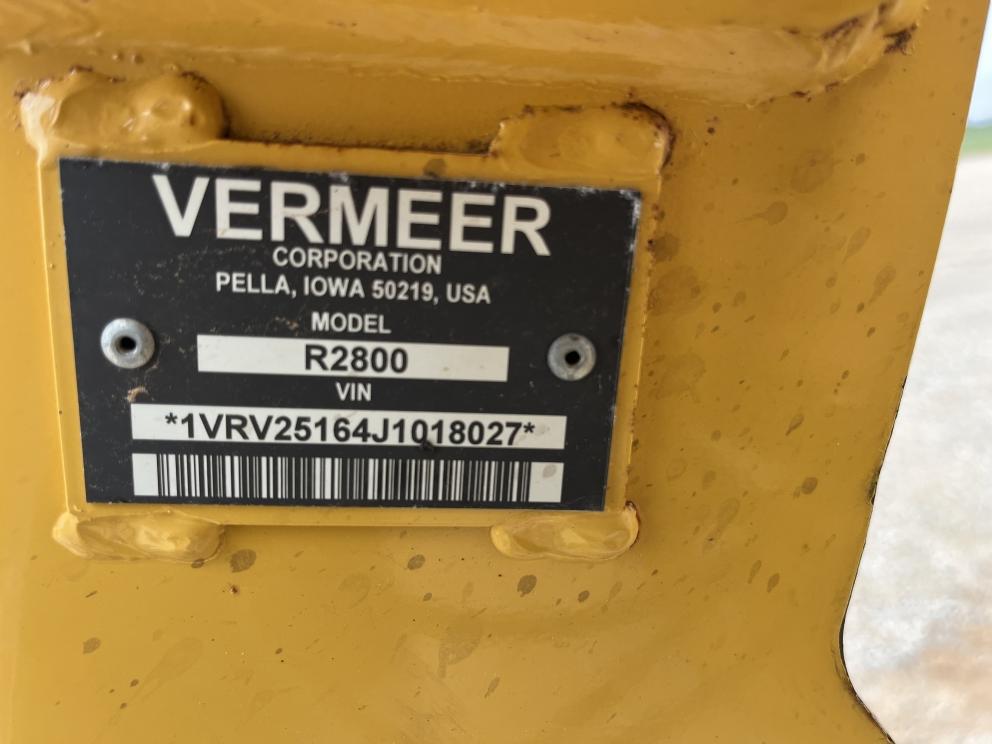 VERMEER
CORPORATION
PELLA, IOWA 50219, USA
MODEL
R2800
VIN
*1VRV25164J1018027*